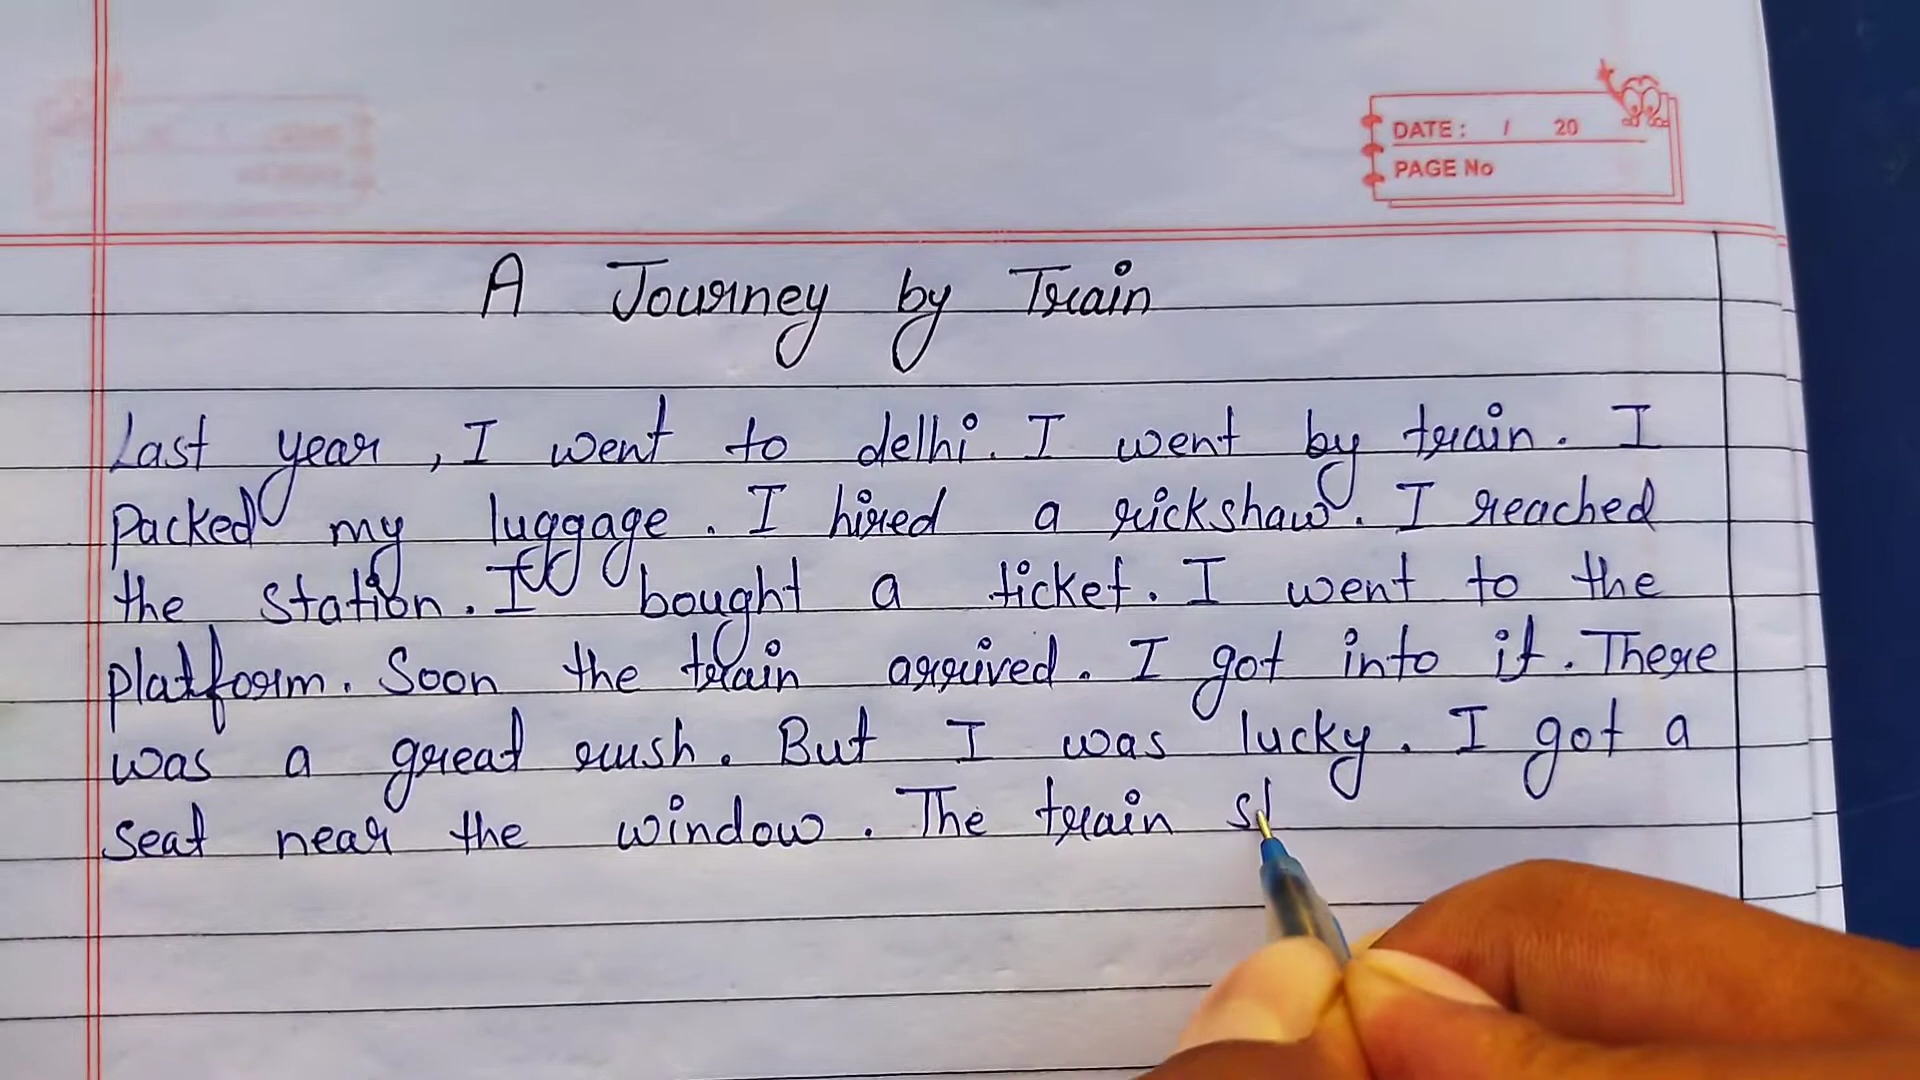 DATE: / 20
PAGE No
A Journey by Train
Last year, I went to delhi. I went by train. I
Packed my luggage. I hired a rickshaw. I reached
the station. I bought a ticket. I went to the
platform. Soon the train arrived. I got into it. There
was a great rush. But I was lucky. I got a
seat near the window. The train